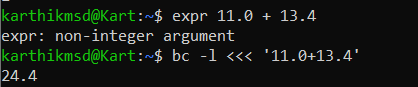 karthikmsd@Kart:~$ expr 11.0 + 13.4
expr: non-integer argument
karthikmsd@Kart:~$ bc -l <<< '11.0+13.4'
24.4